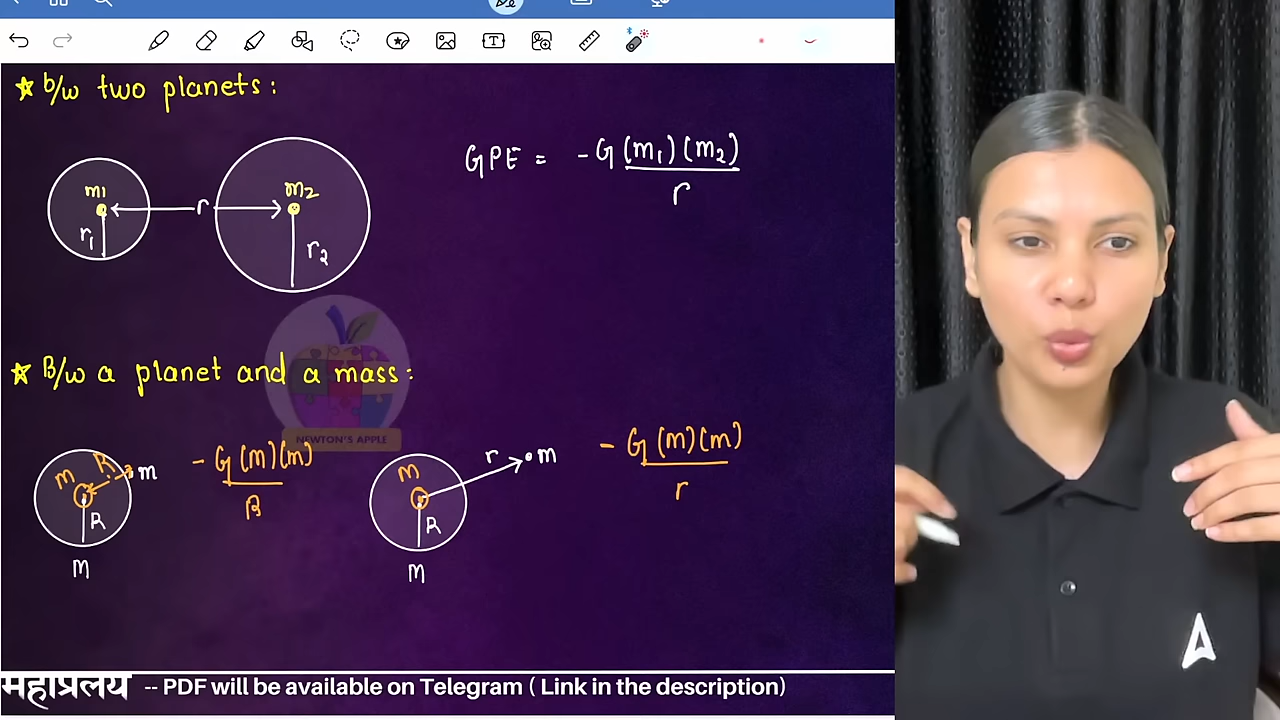 ★ b/w two planets :
m1 r m2
r1 r2
GPE = - G (m1) (m2)
r
★ B/w a planet and a mass :
NEWTON'S APPLE
M R m
R
M
- G (M) (m)
R
M r m
R
M
- G (M) (m)
r
महाप्रलय -- PDF will be available on Telegram ( Link in the description)